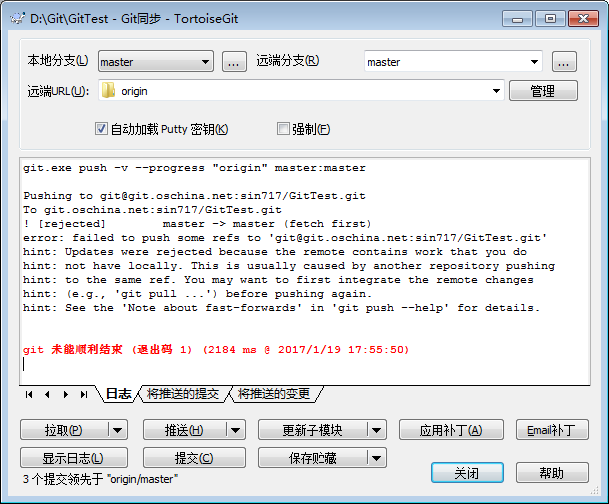 D:\Git\GitTest - Git同步 - TortoiseGit
本地分支(L) master ... 远端分支(R) master ...
远端URL(U): origin 管理
自动加载 Putty 密钥(K) 强制(F)
git.exe push -v --progress "origin" master:master
Pushing to git@git.oschina.net:sin717/GitTest.git
To git.oschina.net:sin717/GitTest.git
! [rejected] master -> master (fetch first)
error: failed to push some refs to 'git@git.oschina.net:sin717/GitTest.git'
hint: Updates were rejected because the remote contains work that you do
hint: not have locally. This is usually caused by another repository pushing
hint: to the same ref. You may want to first integrate the remote changes
hint: (e.g., 'git pull ...') before pushing again.
hint: See the 'Note about fast-forwards' in 'git push --help' for details.
git 未能顺利结束 (退出码 1) (2184 ms @ 2017/1/19 17:55:50)
日志 将推送的提交 将推送的变更
拉取(P) 推送(H) 更新子模块 应用补丁(A) Email补丁
显示日志(L) 提交(C) 保存贮藏
3 个提交领先于 "origin/master" 关闭 帮助